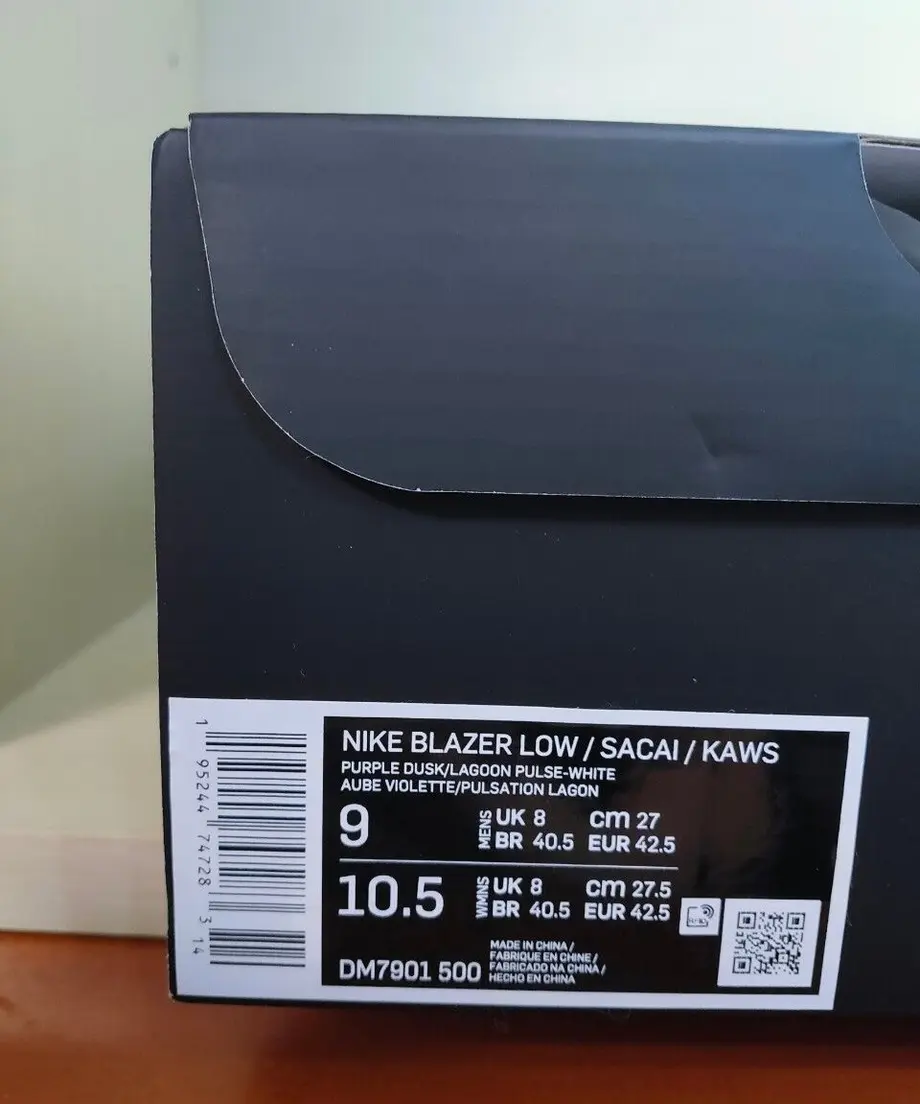 NIKE BLAZER LOW / SACAI / KAWS
PURPLE DUSK/LAGOON PULSE-WHITE
AUBE VIOLETTE/PULSATION LAGON
9 MENS UK 8 cm 27
BR 40.5 EUR 42.5
10.5 WMNS UK 8 cm 27.5
BR 40.5 EUR 42.5
DM7901 500
MADE IN CHINA /
FABRIQUE EN CHINE /
FABRICADO NA CHINA /
HECHO EN CHINA
RFID
1 95244 74728 3 14